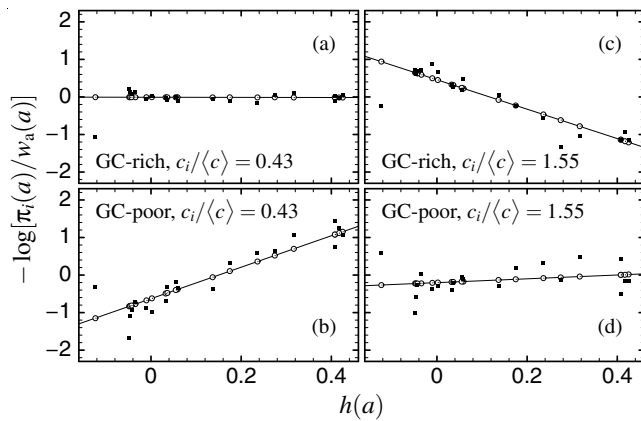 2
(a)
(c)
1
0
−1
GC-rich, c_i/⟨c⟩ = 0.43
GC-rich, c_i/⟨c⟩ = 1.55
−2
− log[π_i(a)/w_a(a)]
2
GC-poor, c_i/⟨c⟩ = 0.43
GC-poor, c_i/⟨c⟩ = 1.55
1
0
−1
(b)
(d)
−2
0 0.2 0.4 0 0.2 0.4
h(a)